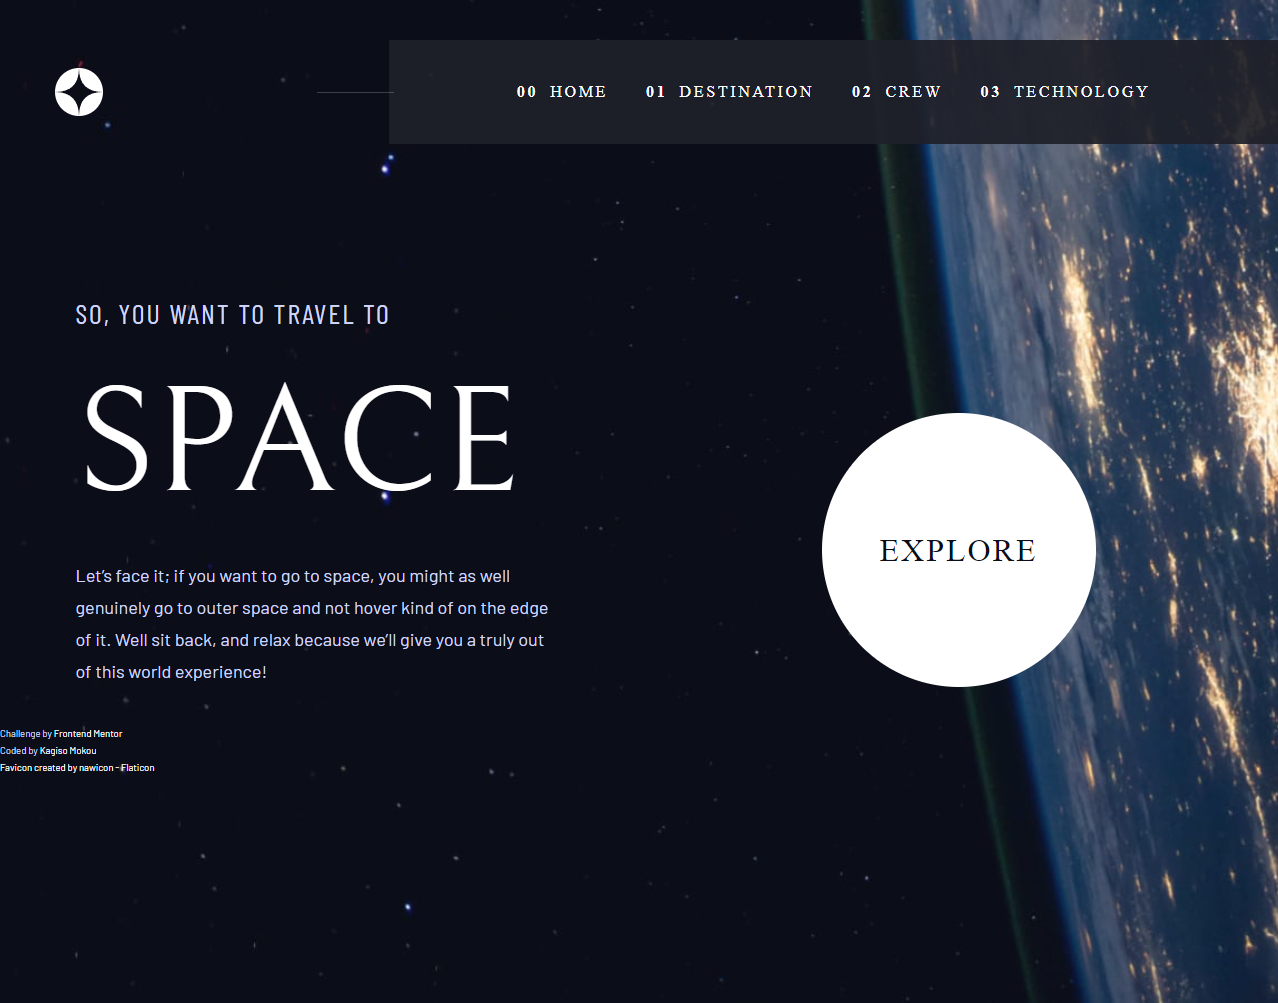 00 HOME 01 DESTINATION 02 CREW 03 TECHNOLOGY
SO, YOU WANT TO TRAVEL TO
SPACE
Let’s face it; if you want to go to space, you might as well
genuinely go to outer space and not hover kind of on the edge
of it. Well sit back, and relax because we’ll give you a truly out
of this world experience!
EXPLORE
Challenge by Frontend Mentor
Coded by Kagiso Mokou
Favicon created by nawicon - Flaticon